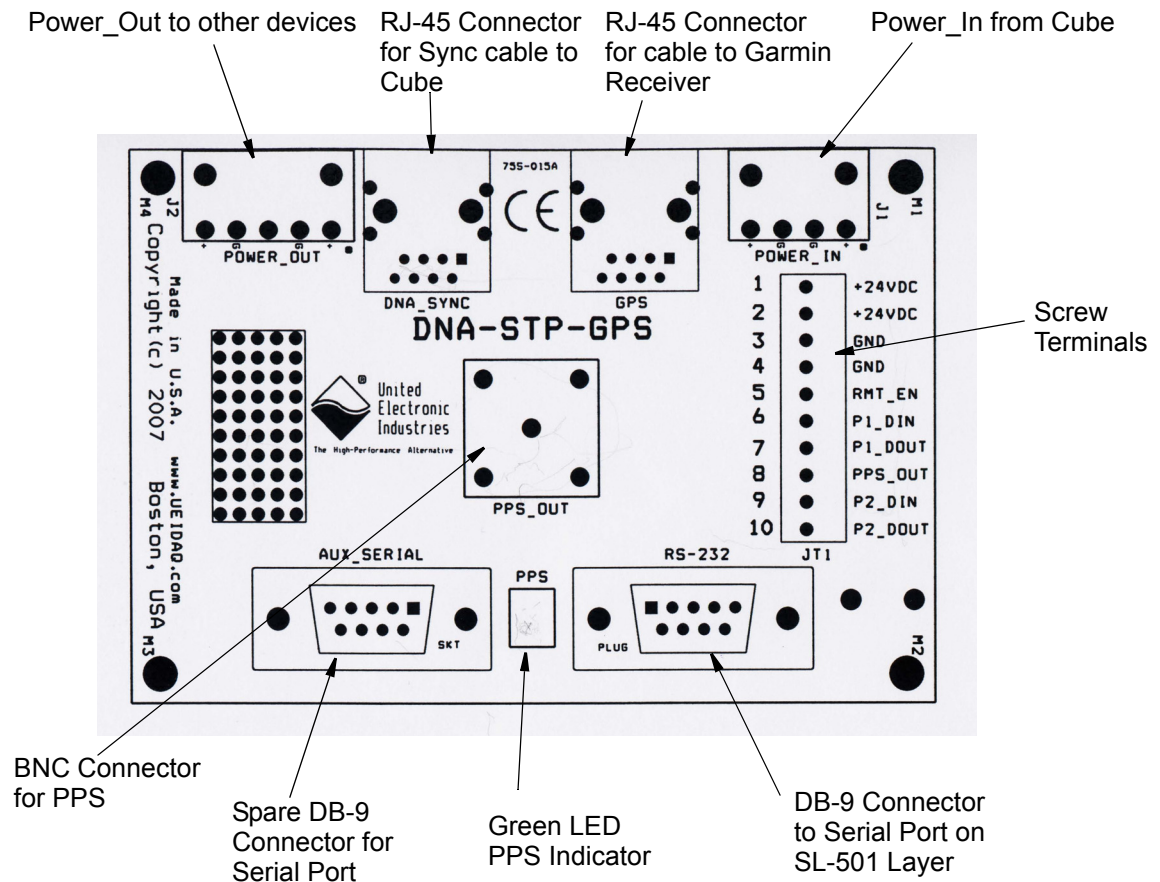 Power_Out to other devices
RJ-45 Connector
for Sync cable to
Cube
RJ-45 Connector
for cable to Garmin
Receiver
Power_In from Cube
755-015A
M4
J2
+
G
G
+
POWER_OUT
CE
J1
M1
+
G
G
+
POWER_IN
DNA_SYNC
GPS
DNA-STP-GPS
1 +24VDC
2 +24VDC
3 GND
4 GND
5 RMT_EN
6 P1_DIN
7 P1_DOUT
8 PPS_OUT
9 P2_DIN
10 P2_DOUT
JT1
Screw
Terminals
Copyright(c) 2007 Boston, USA
Made in U.S.A. www.UEIDAQ.com
®
United
Electronic
Industries
The High-Performance Alternative
PPS_OUT
AUX_SERIAL
SKT
PPS
RS-232
PLUG
M3
M2
BNC Connector
for PPS
Spare DB-9
Connector for
Serial Port
Green LED
PPS Indicator
DB-9 Connector
to Serial Port on
SL-501 Layer